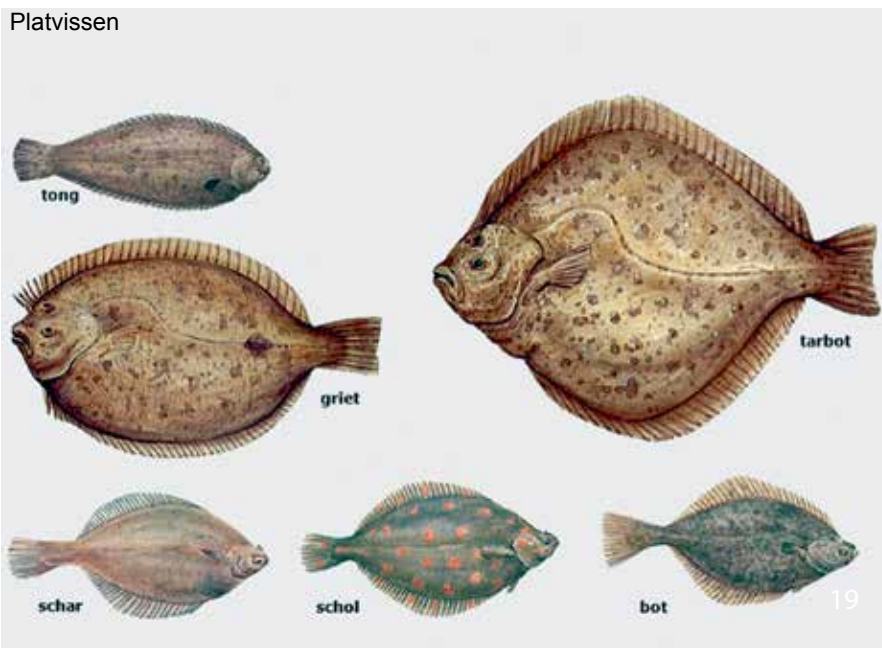 Platvissen
tong
tarbot
griet
schar
schol
bot
19